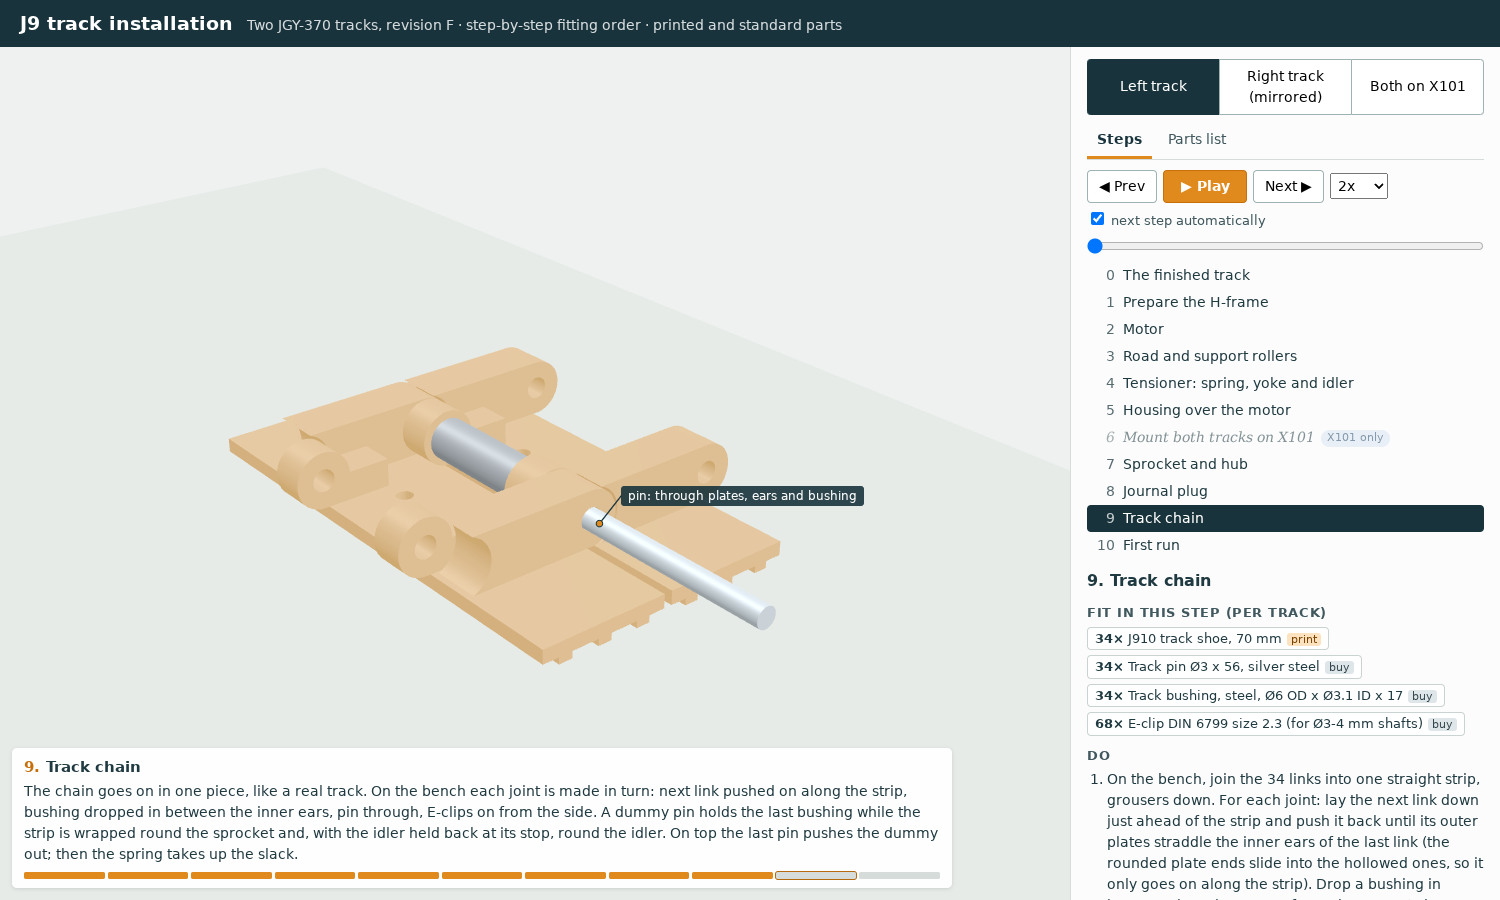 J9 track installation
Two JGY-370 tracks, revision F · step-by-step fitting order · printed and standard parts
Left track
Right track
(mirrored)
Both on X101
Steps
Parts list
◀ Prev
▶ Play
Next ▶
2x
next step automatically
0 The finished track
1 Prepare the H-frame
2 Motor
3 Road and support rollers
4 Tensioner: spring, yoke and idler
5 Housing over the motor
6 Mount both tracks on X101 X101 only
7 Sprocket and hub
8 Journal plug
9 Track chain
10 First run
9. Track chain
FIT IN THIS STEP (PER TRACK)
34× J910 track shoe, 70 mm print
34× Track pin Ø3 x 56, silver steel buy
34× Track bushing, steel, Ø6 OD x Ø3.1 ID x 17 buy
68× E-clip DIN 6799 size 2.3 (for Ø3-4 mm shafts) buy
DO
1. On the bench, join the 34 links into one straight strip,
grousers down. For each joint: lay the next link down
just ahead of the strip and push it back until its outer
plates straddle the inner ears of the last link (the
rounded plate ends slide into the hollowed ones, so it
only goes on along the strip). Drop a bushing in
pin: through plates, ears and bushing
9. Track chain
The chain goes on in one piece, like a real track. On the bench each joint is made in turn: next link pushed on along the strip,
bushing dropped in between the inner ears, pin through, E-clips on from the side. A dummy pin holds the last bushing while the
strip is wrapped round the sprocket and, with the idler held back at its stop, round the idler. On top the last pin pushes the dummy
out; then the spring takes up the slack.